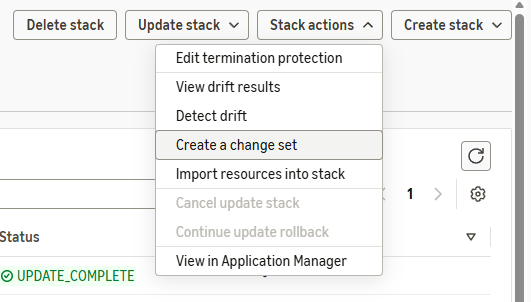 Delete stack
Update stack
Stack actions
Create stack
Edit termination protection
View drift results
Detect drift
Create a change set
Import resources into stack
1
Cancel update stack
Continue update rollback
Status
View in Application Manager
UPDATE_COMPLETE